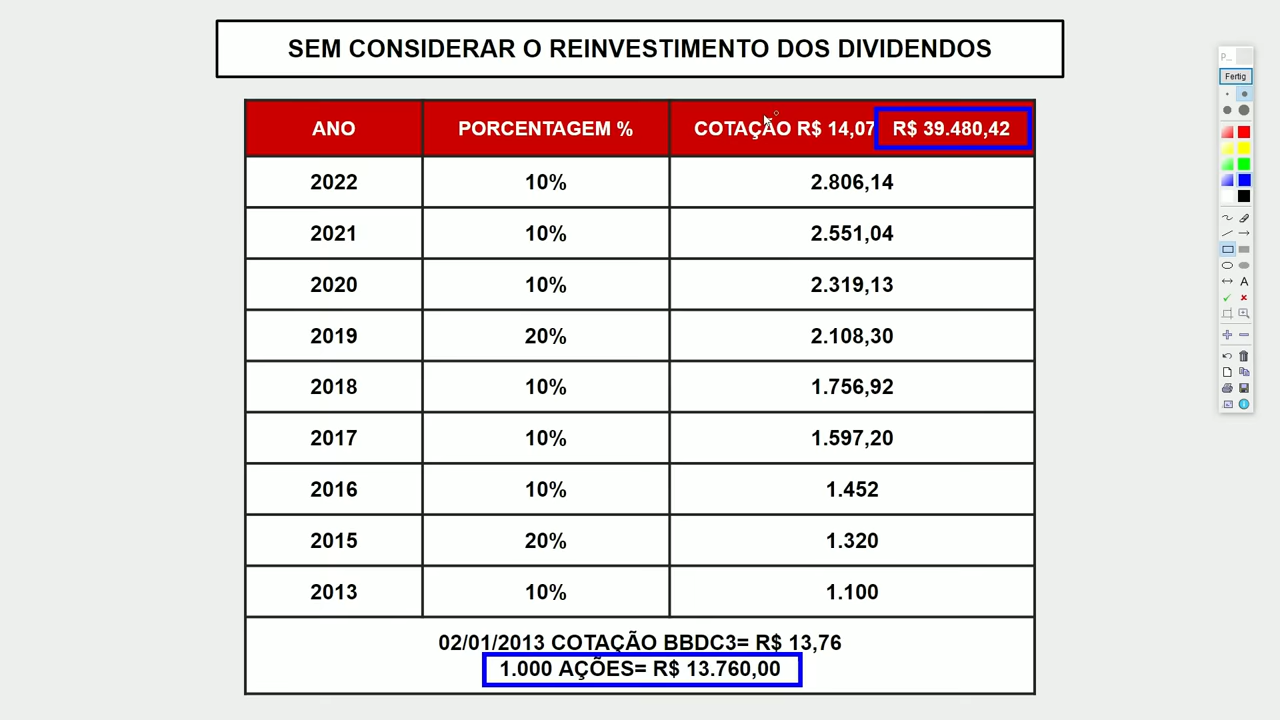 SEM CONSIDERAR O REINVESTIMENTO DOS DIVIDENDOS
ANO PORCENTAGEM % COTAÇÃO R$ 14,07 R$ 39.480,42
2022 10% 2.806,14
2021 10% 2.551,04
2020 10% 2.319,13
2019 20% 2.108,30
2018 10% 1.756,92
2017 10% 1.597,20
2016 10% 1.452
2015 20% 1.320
2013 10% 1.100
02/01/2013 COTAÇÃO BBDC3= R$ 13,76
1.000 AÇÕES= R$ 13.760,00
P...
Fertig
A